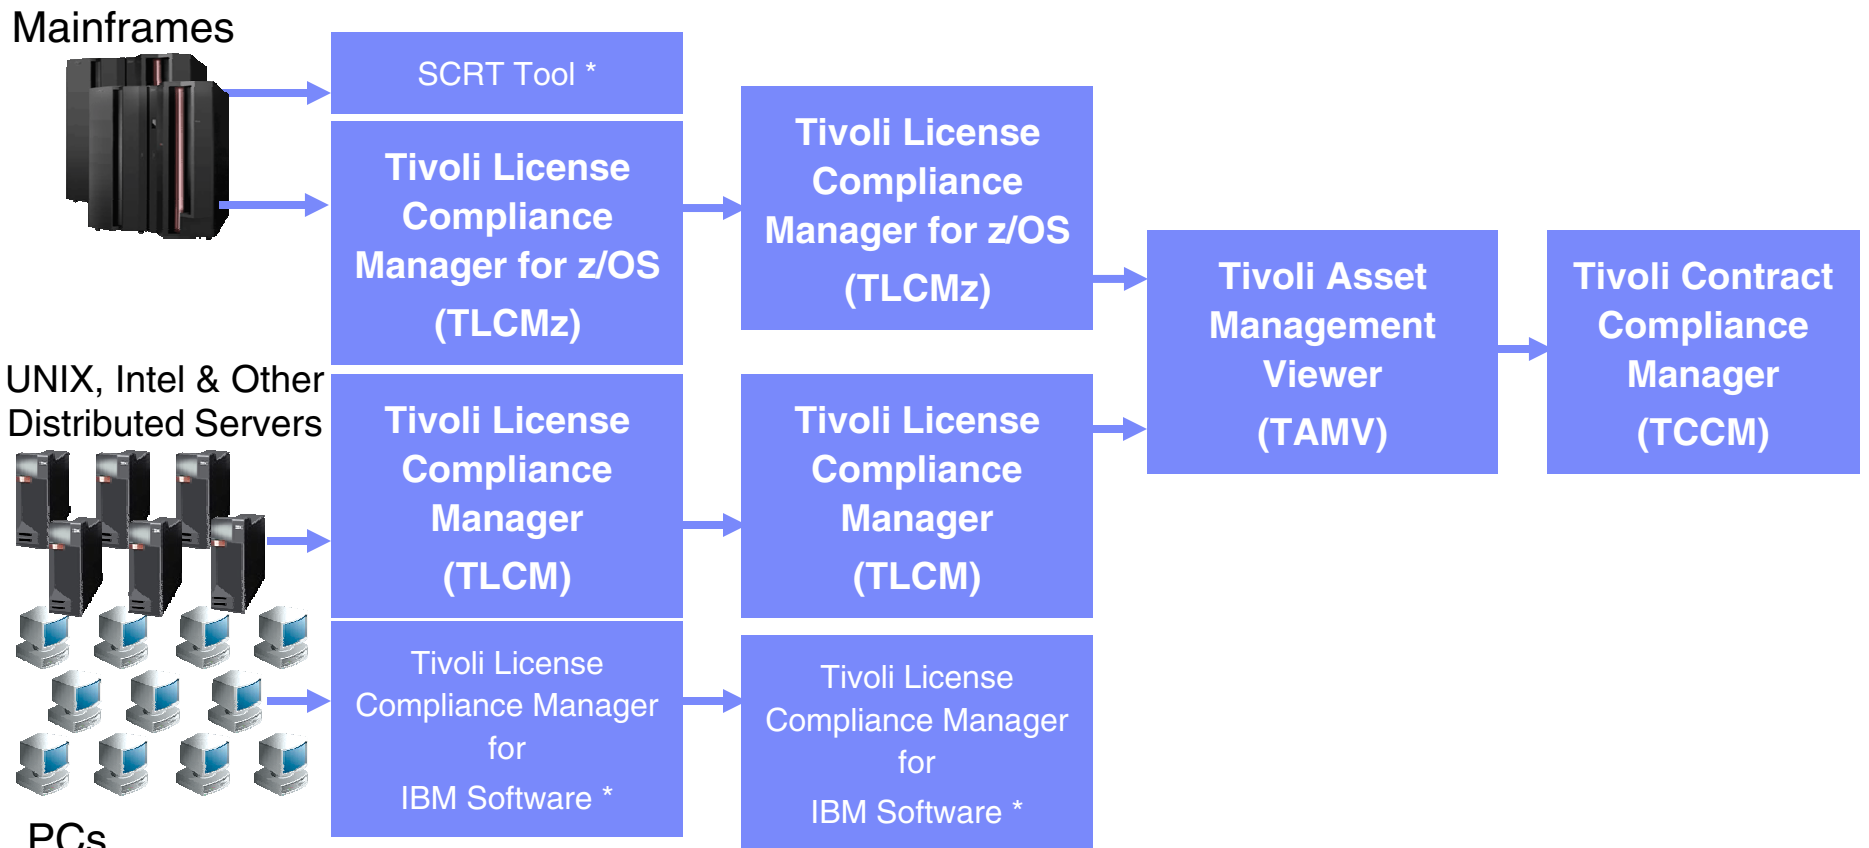 Mainframes
SCRT Tool *
Tivoli License
Compliance
Manager for z/OS
(TLCMz)
Tivoli License
Compliance
Manager for z/OS
(TLCMz)
Tivoli Asset
Management
Viewer
(TAMV)
Tivoli Contract
Compliance
Manager
(TCCM)
UNIX, Intel & Other
Distributed Servers
Tivoli License
Compliance
Manager
(TLCM)
Tivoli License
Compliance
Manager
(TLCM)
Tivoli License
Compliance Manager
for
IBM Software *
Tivoli License
Compliance Manager
for
IBM Software *
PCs